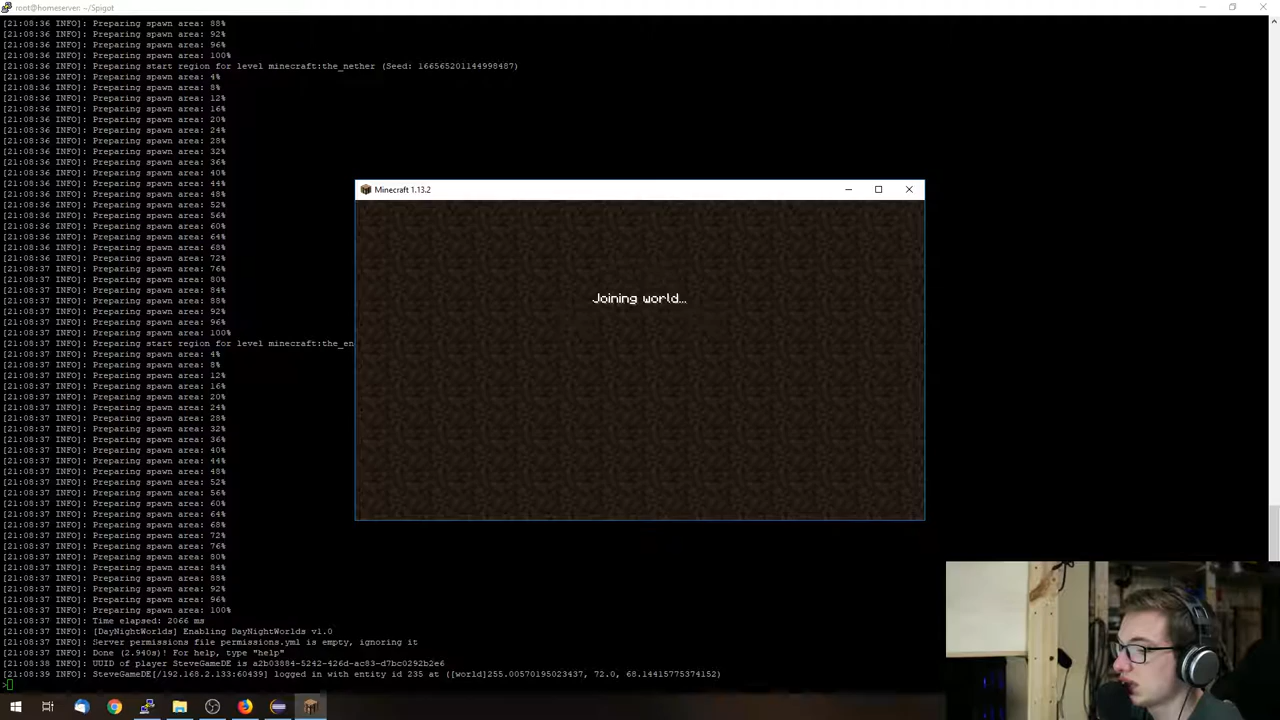 root@homeserver: ~/Spigot
[21:08:36 INFO]: Preparing spawn area: 88%
[21:08:36 INFO]: Preparing spawn area: 92%
[21:08:36 INFO]: Preparing spawn area: 96%
[21:08:36 INFO]: Preparing spawn area: 100%
[21:08:36 INFO]: Preparing start region for level minecraft:the_nether (Seed: 166565201144998487)
[21:08:36 INFO]: Preparing spawn area: 4%
[21:08:36 INFO]: Preparing spawn area: 8%
[21:08:36 INFO]: Preparing spawn area: 12%
[21:08:36 INFO]: Preparing spawn area: 16%
[21:08:36 INFO]: Preparing spawn area: 20%
[21:08:36 INFO]: Preparing spawn area: 24%
[21:08:36 INFO]: Preparing spawn area: 28%
[21:08:36 INFO]: Preparing spawn area: 32%
[21:08:36 INFO]: Preparing spawn area: 36%
[21:08:36 INFO]: Preparing spawn area: 40%
[21:08:36 INFO]: Preparing spawn area: 44%
[21:08:36 INFO]: Preparing spawn area: 48%
[21:08:36 INFO]: Preparing spawn area: 52%
[21:08:36 INFO]: Preparing spawn area: 56%
[21:08:36 INFO]: Preparing spawn area: 60%
[21:08:36 INFO]: Preparing spawn area: 64%
[21:08:36 INFO]: Preparing spawn area: 68%
[21:08:36 INFO]: Preparing spawn area: 72%
[21:08:37 INFO]: Preparing spawn area: 76%
[21:08:37 INFO]: Preparing spawn area: 80%
[21:08:37 INFO]: Preparing spawn area: 84%
[21:08:37 INFO]: Preparing spawn area: 88%
[21:08:37 INFO]: Preparing spawn area: 92%
[21:08:37 INFO]: Preparing spawn area: 96%
[21:08:37 INFO]: Preparing spawn area: 100%
[21:08:37 INFO]: Preparing start region for level minecraft:the_en
[21:08:37 INFO]: Preparing spawn area: 4%
[21:08:37 INFO]: Preparing spawn area: 8%
[21:08:37 INFO]: Preparing spawn area: 12%
[21:08:37 INFO]: Preparing spawn area: 16%
[21:08:37 INFO]: Preparing spawn area: 20%
[21:08:37 INFO]: Preparing spawn area: 24%
[21:08:37 INFO]: Preparing spawn area: 28%
[21:08:37 INFO]: Preparing spawn area: 32%
[21:08:37 INFO]: Preparing spawn area: 36%
[21:08:37 INFO]: Preparing spawn area: 40%
[21:08:37 INFO]: Preparing spawn area: 44%
[21:08:37 INFO]: Preparing spawn area: 48%
[21:08:37 INFO]: Preparing spawn area: 52%
[21:08:37 INFO]: Preparing spawn area: 56%
[21:08:37 INFO]: Preparing spawn area: 60%
[21:08:37 INFO]: Preparing spawn area: 64%
[21:08:37 INFO]: Preparing spawn area: 68%
[21:08:37 INFO]: Preparing spawn area: 72%
[21:08:37 INFO]: Preparing spawn area: 76%
[21:08:37 INFO]: Preparing spawn area: 80%
[21:08:37 INFO]: Preparing spawn area: 84%
[21:08:37 INFO]: Preparing spawn area: 88%
[21:08:37 INFO]: Preparing spawn area: 92%
[21:08:37 INFO]: Preparing spawn area: 96%
[21:08:37 INFO]: Preparing spawn area: 100%
[21:08:37 INFO]: Time elapsed: 2066 ms
[21:08:37 INFO]: [DayNightWorlds] Enabling DayNightWorlds v1.0
[21:08:37 INFO]: Server permissions file permissions.yml is empty, ignoring it
[21:08:37 INFO]: Done (2.940s)! For help, type "help"
[21:08:38 INFO]: UUID of player SteveGameDE is a2b03884-5242-426d-ac83-d7bc0292b2e6
[21:08:39 INFO]: SteveGameDE[/192.168.2.133:60439] logged in with entity id 235 at ([world]255.00570195023437, 72.0, 68.14415775374152)
>
Minecraft 1.13.2
Joining world...